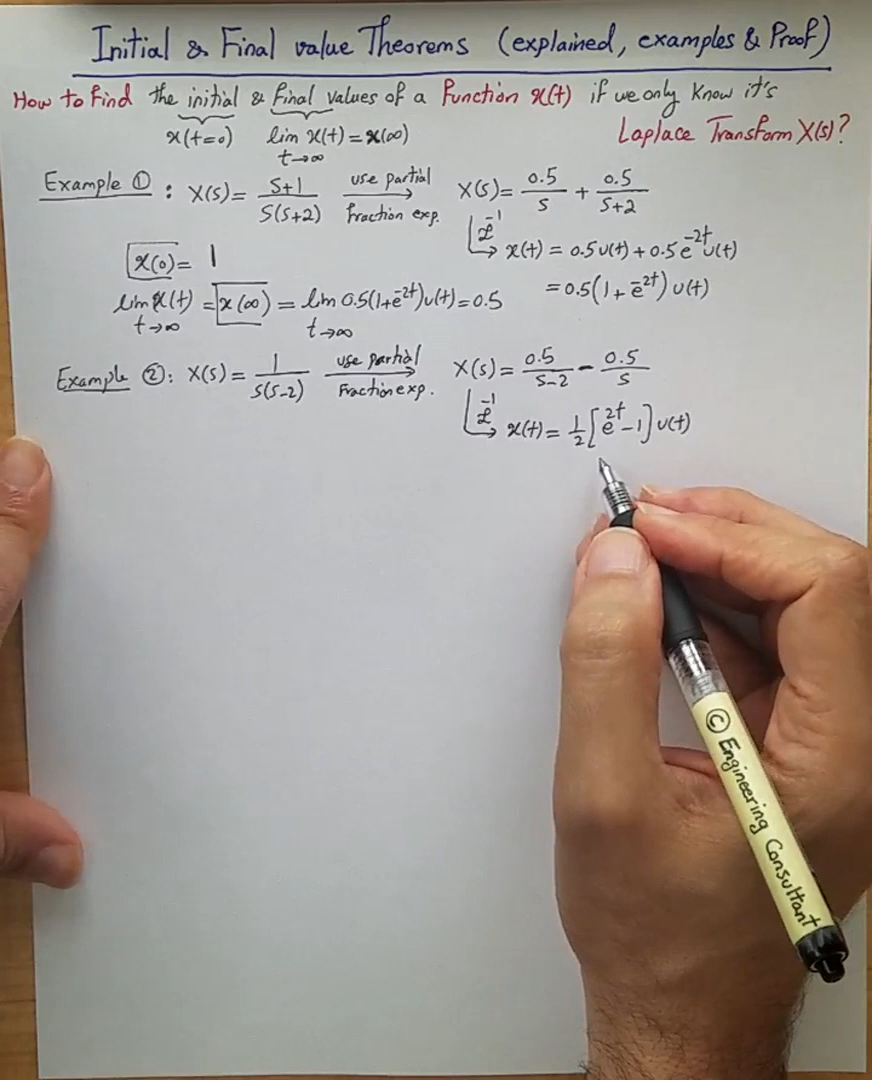 Initial & Final value Theorems (explained, examples & Proof)
How to find the initial & final values of a function x(t) if we only know it's
x(t=0) lim x(t) = x(∞) Laplace Transform X(s)?
t→∞
Example ① : X(s) = S+1 / S(S+2) use partial fraction exp. → X(s) = 0.5/S + 0.5/S+2
ℒ⁻¹ → x(t) = 0.5 u(t) + 0.5 e^-2t u(t)
x(0) = 1
= 0.5(1 + e^-2t) u(t)
lim x(t) = x(∞) = lim 0.5(1+e^-2t)u(t) = 0.5
t→∞ t→∞
Example ②: X(s) = 1 / S(S-2) use partial Fraction exp. → X(s) = 0.5/S-2 - 0.5/S
ℒ⁻¹ → x(t) = 1/2 [e^2t - 1] u(t)
© Engineering Consultant